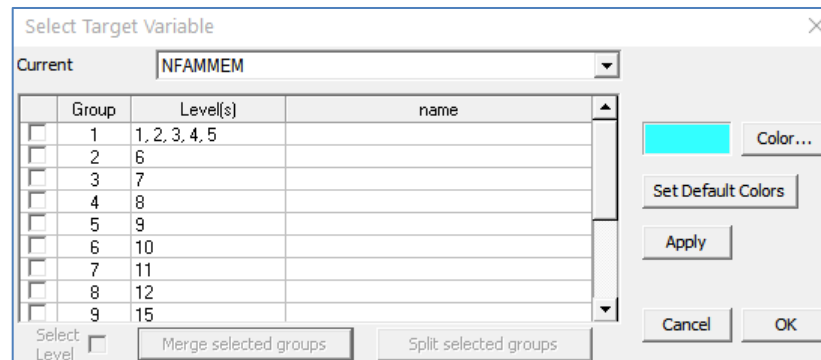 Select Target Variable
Current NFAMMEM
Group Level(s) name
1 1, 2, 3, 4, 5
2 6
3 7
4 8
5 9
6 10
7 11
8 12
9 15
Color...
Set Default Colors
Apply
Cancel OK
Select Level
Merge selected groups Split selected groups